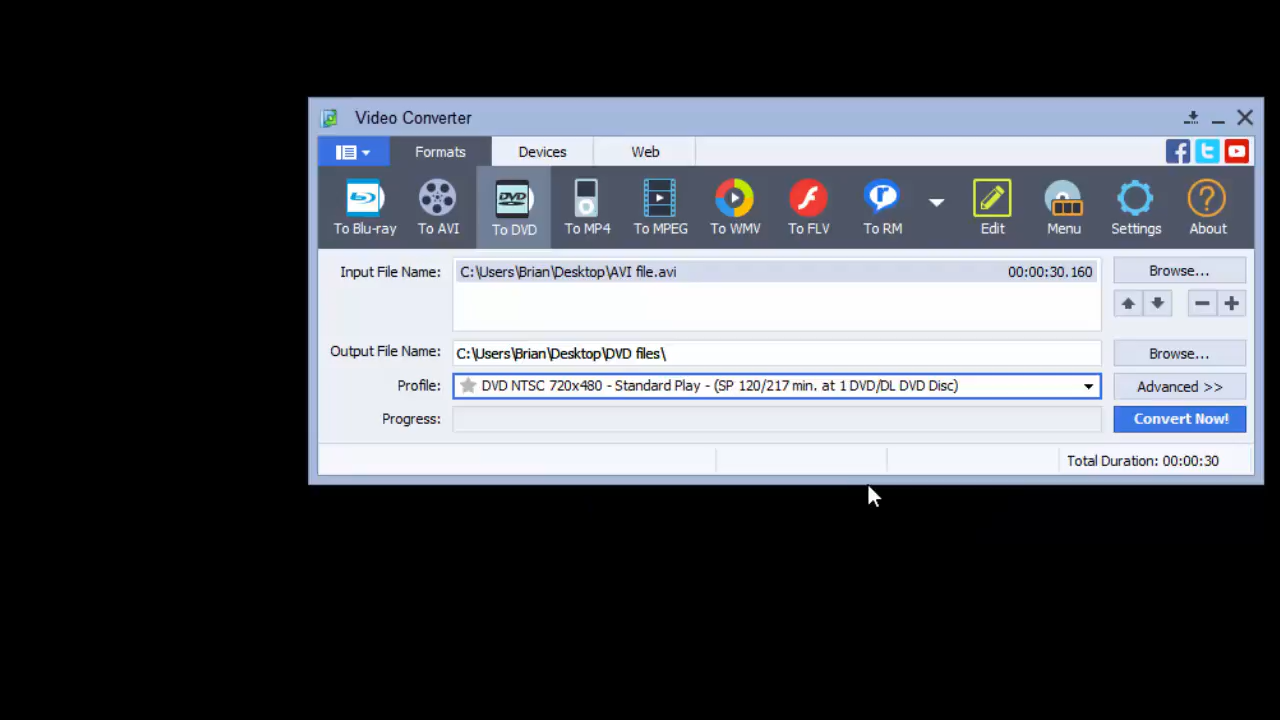 Video Converter
Formats Devices Web
To Blu-ray To AVI To DVD To MP4 To MPEG To WMV To FLV To RM Edit Menu Settings About
Input File Name: C:\Users\Brian\Desktop\AVI file.avi 00:00:30.160 Browse...
Output File Name: C:\Users\Brian\Desktop\DVD files\ Browse...
Profile: DVD NTSC 720x480 - Standard Play - (SP 120/217 min. at 1 DVD/DL DVD Disc) Advanced >>
Progress: Convert Now!
Total Duration: 00:00:30